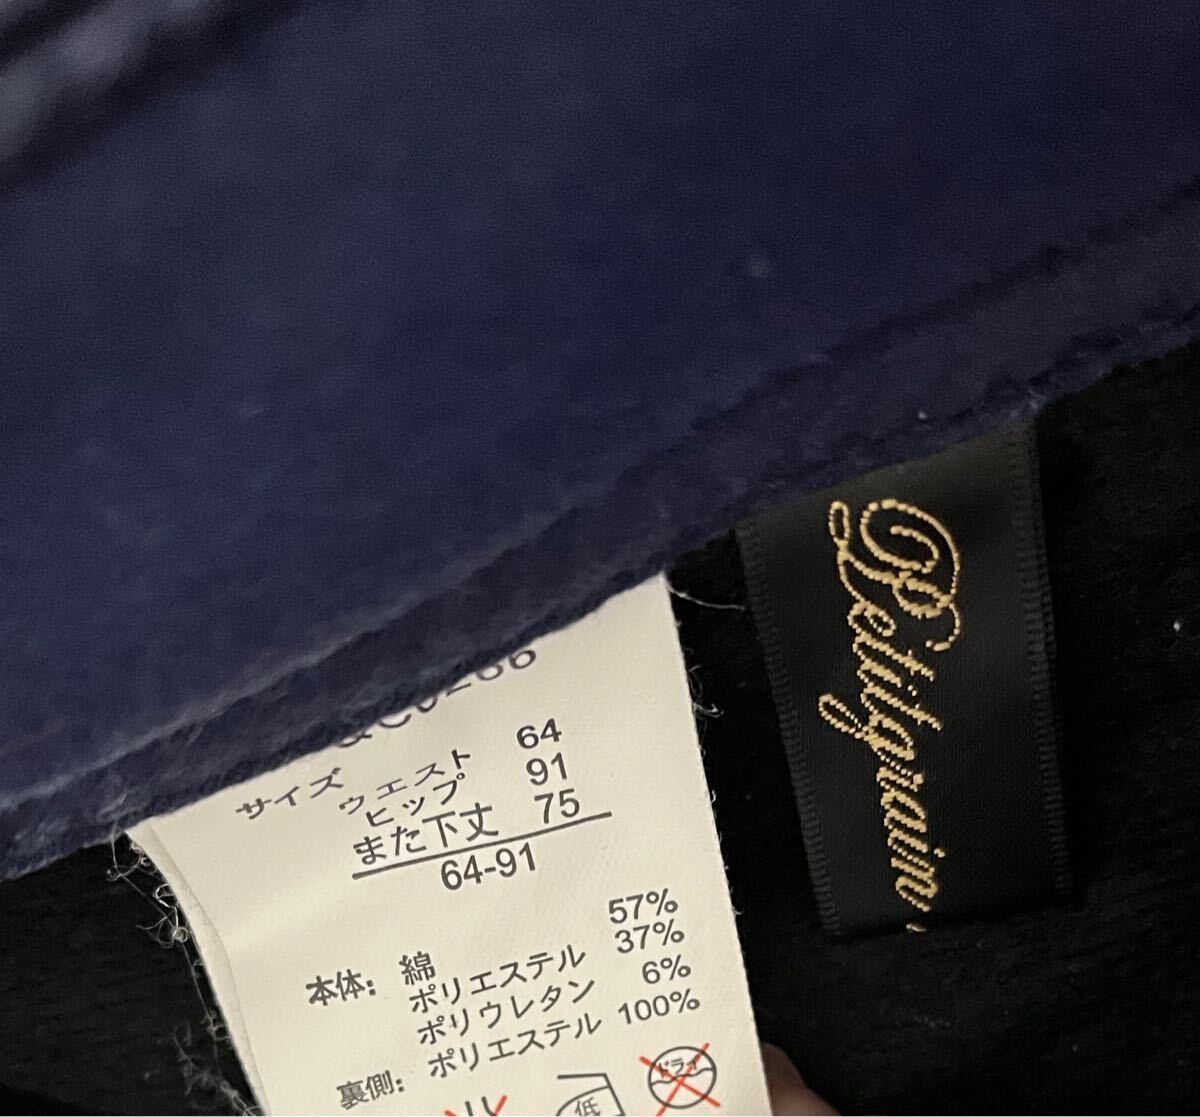 サイズ ウエスト 64
ヒップ 91
また下丈 75
64-91
本体: 綿 57%
ポリエステル 37%
ポリウレタン 6%
裏側: ポリエステル 100%
低
ドライ